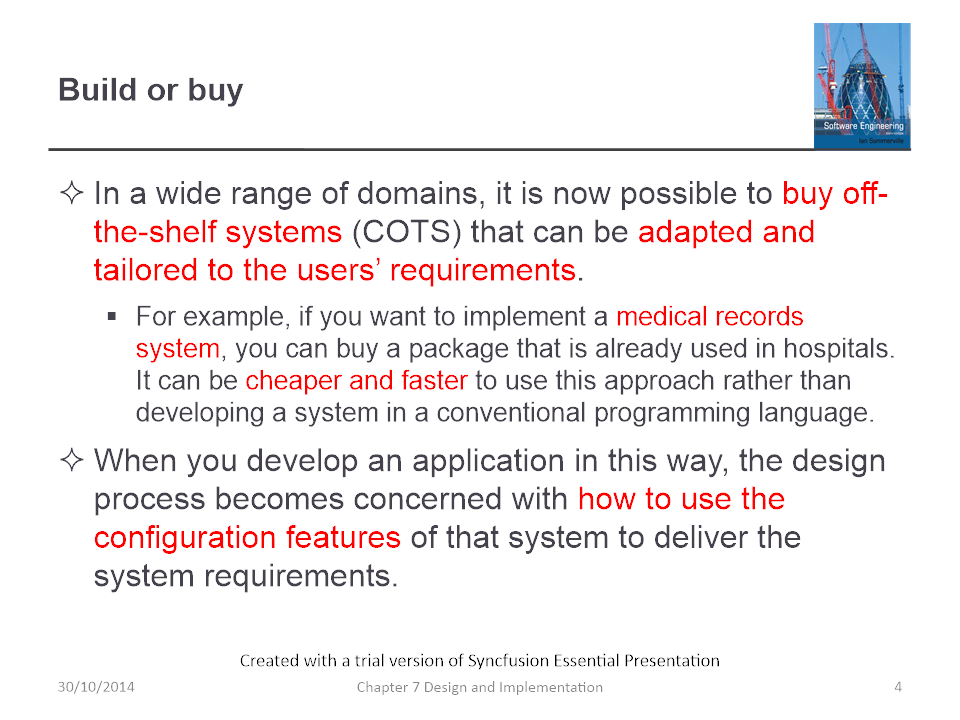 Build or buy
Software Engineering
Ian Sommerville
✧ In a wide range of domains, it is now possible to buy off-
the-shelf systems (COTS) that can be adapted and
tailored to the users’ requirements.
▪ For example, if you want to implement a medical records
system, you can buy a package that is already used in hospitals.
It can be cheaper and faster to use this approach rather than
developing a system in a conventional programming language.
✧ When you develop an application in this way, the design
process becomes concerned with how to use the
configuration features of that system to deliver the
system requirements.
Created with a trial version of Syncfusion Essential Presentation
30/10/2014
Chapter 7 Design and Implementation
4